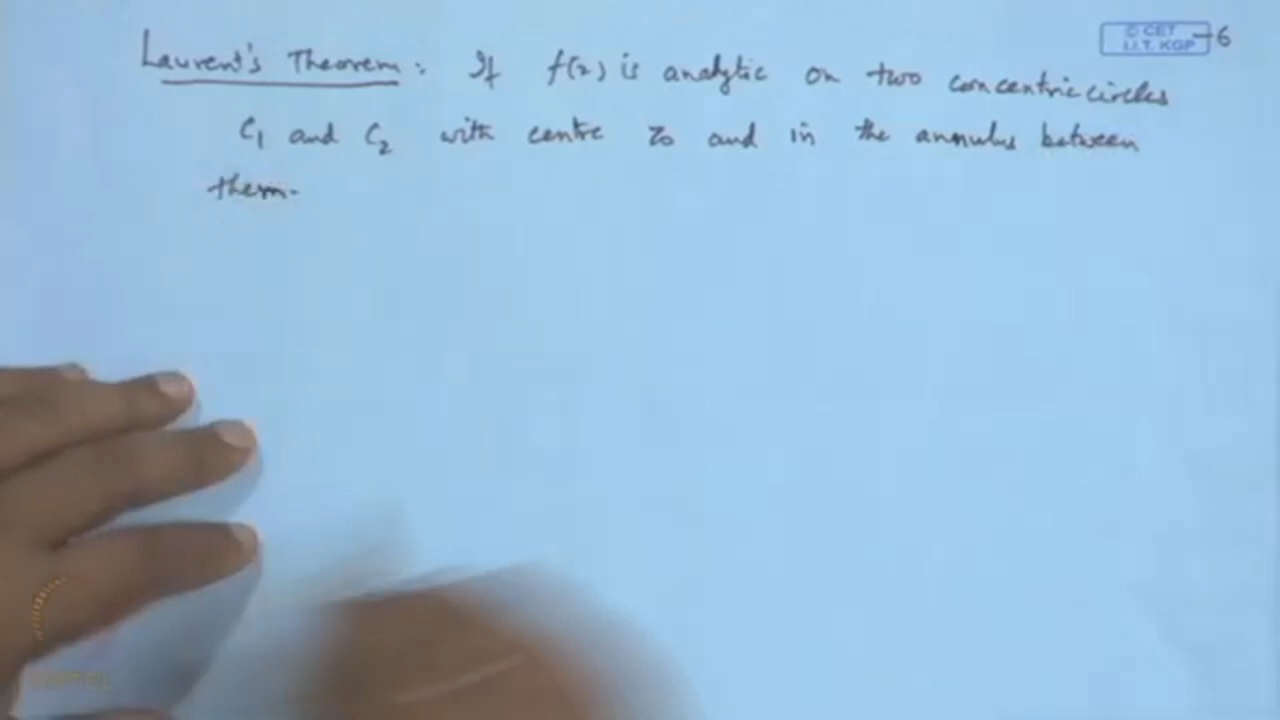 Laurent's Theorem: If f(z) is analytic on two concentric circles
C1 and C2 with centre z0 and in the annulus between
them.
© CET
I.I.T. KGP
-6